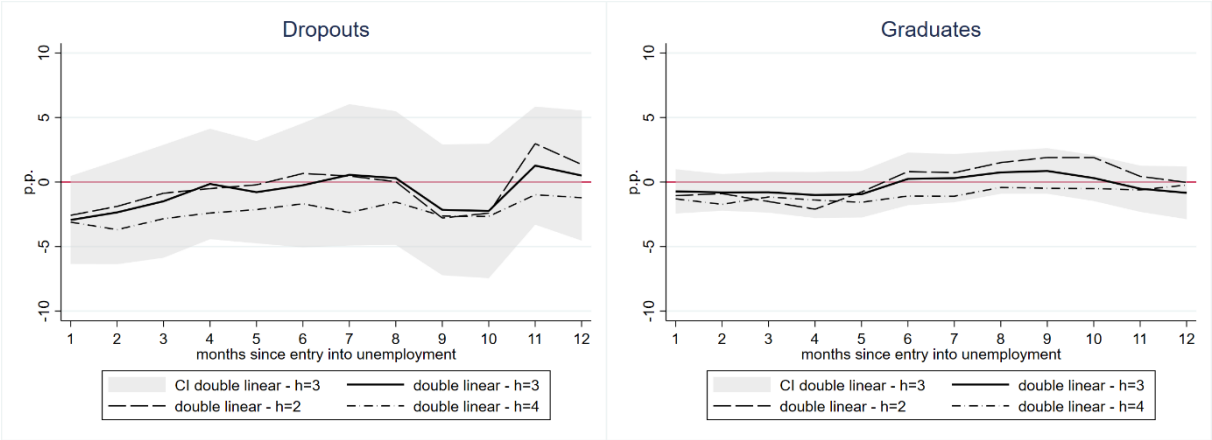 Dropouts
10
5
0
-5
-10
p.p.
1 2 3 4 5 6 7 8 9 10 11 12
months since entry into unemployment
CI double linear - h=3 double linear - h=3
double linear - h=2 double linear - h=4
Graduates
10
5
0
-5
-10
p.p.
1 2 3 4 5 6 7 8 9 10 11 12
months since entry into unemployment
CI double linear - h=3 double linear - h=3
double linear - h=2 double linear - h=4